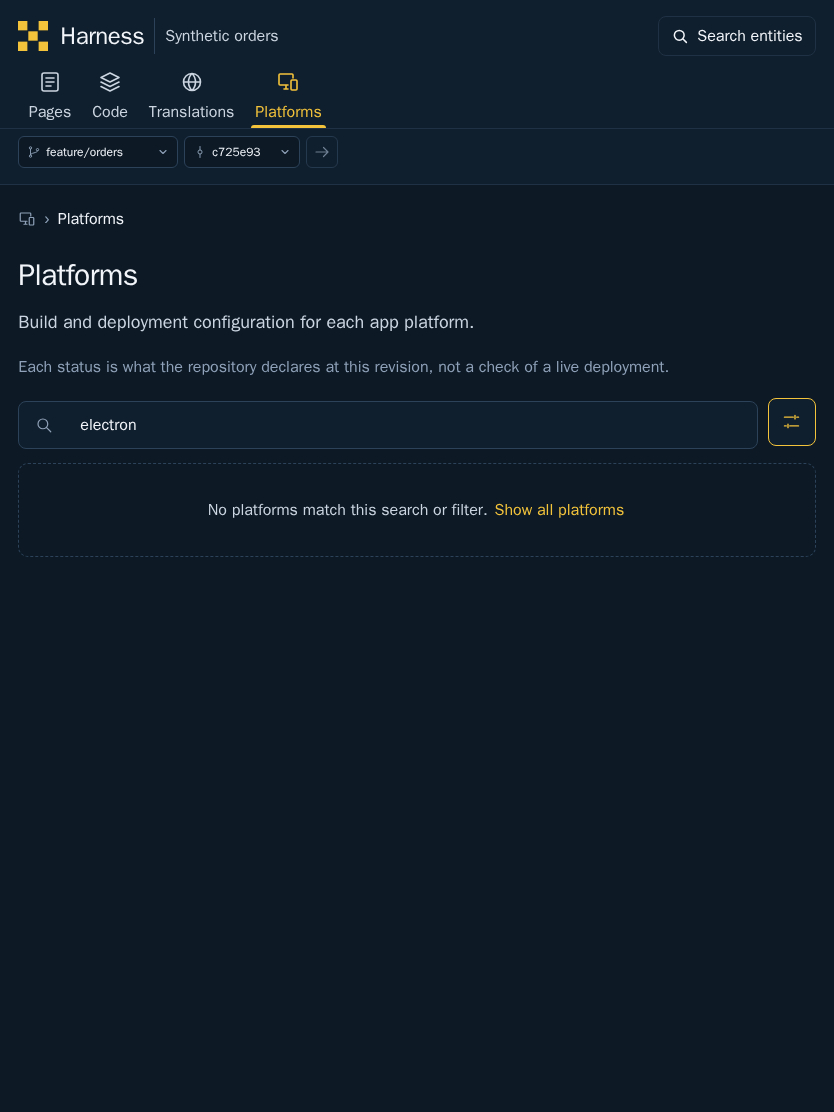 Harness
Synthetic orders
Search entities
Pages
Code
Translations
Platforms
feature/orders
c725e93
› Platforms
Platforms
Build and deployment configuration for each app platform.
Each status is what the repository declares at this revision, not a check of a live deployment.
electron
No platforms match this search or filter. Show all platforms